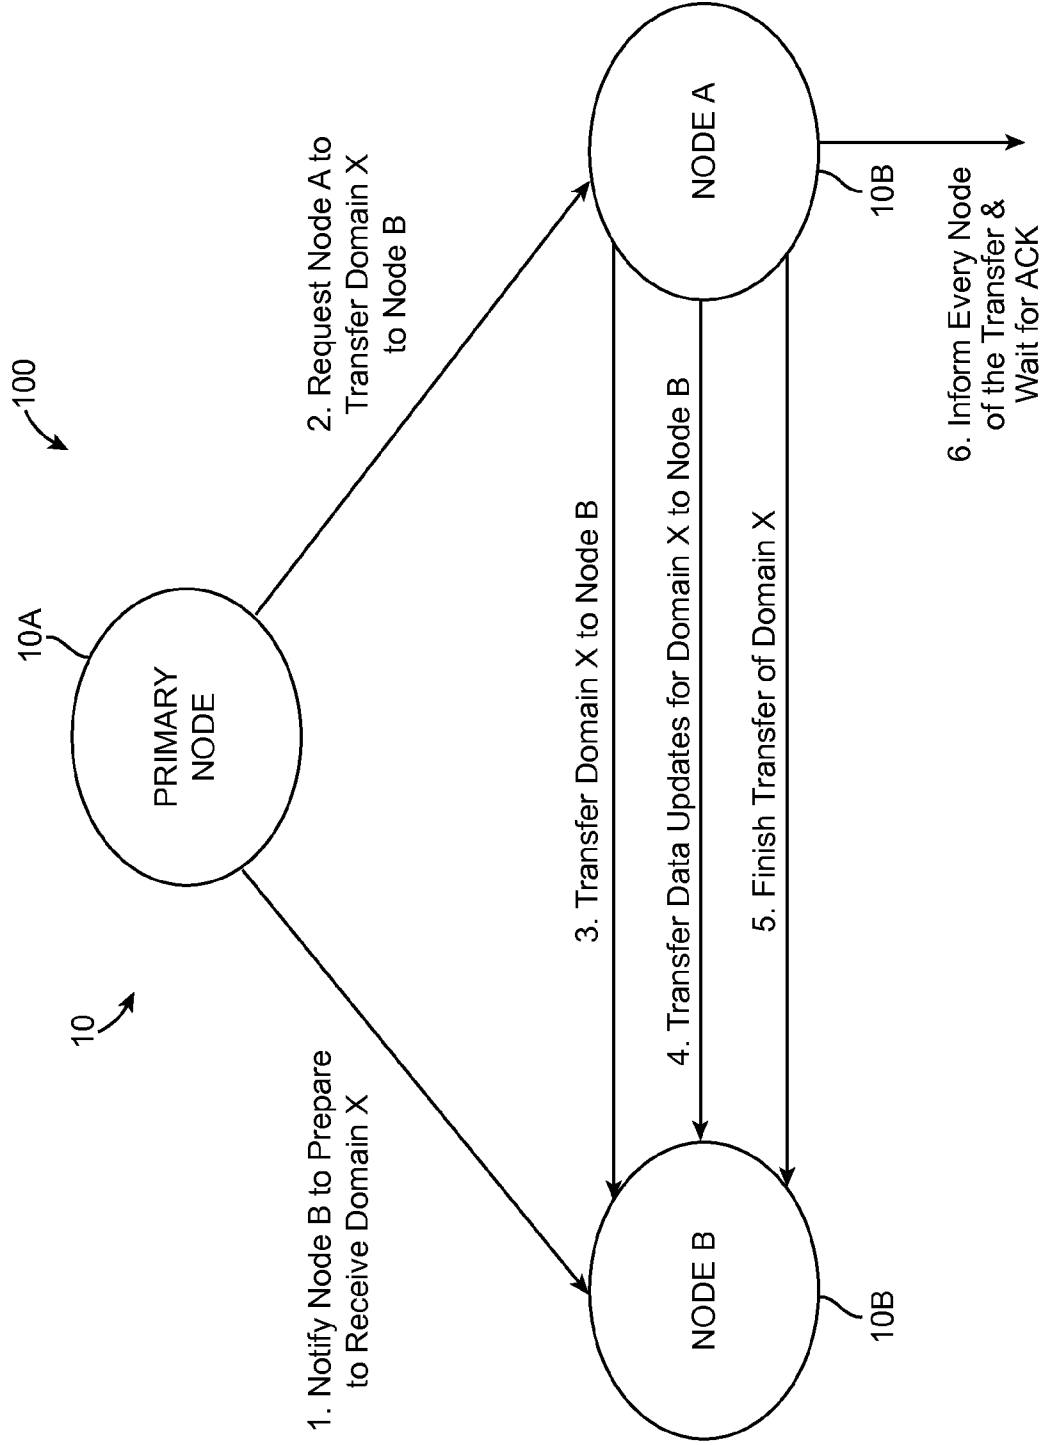 100
10
10A
PRIMARY
NODE
1. Notify Node B to Prepare
to Receive Domain X
2. Request Node A to
Transfer Domain X
to Node B
3. Transfer Domain X to Node B
4. Transfer Data Updates for Domain X to Node B
5. Finish Transfer of Domain X
NODE B
10B
NODE A
10B
6. Inform Every Node
of the Transfer &
Wait for ACK